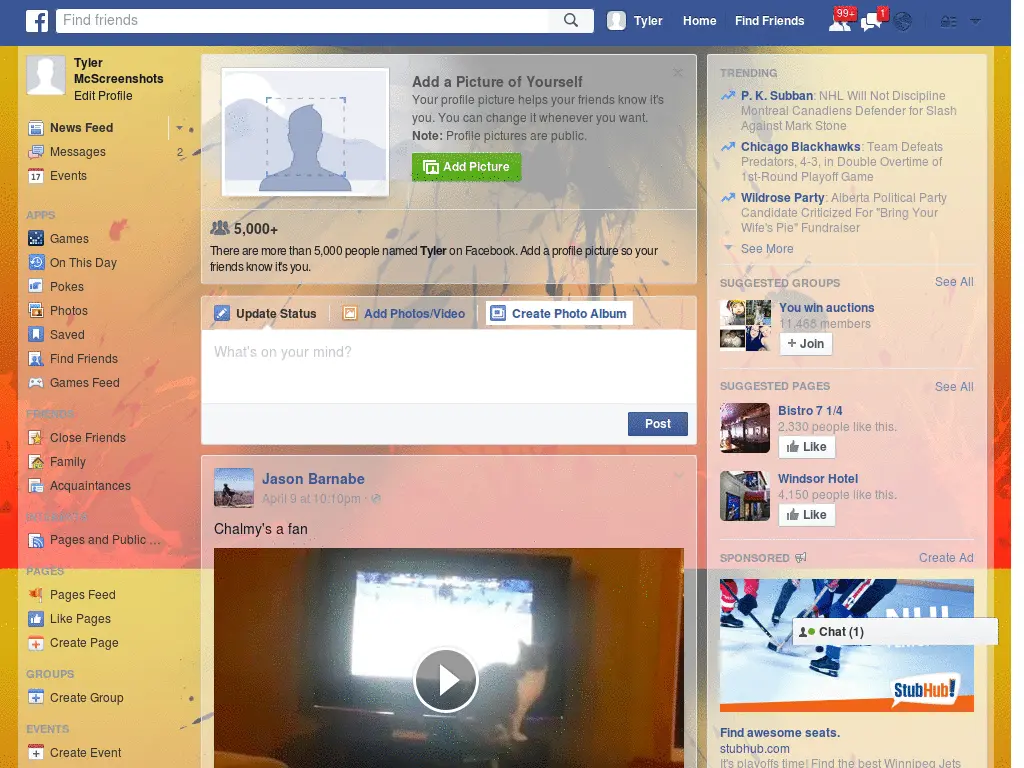 Find friends
Tyler
Home
Find Friends
99+
1
Tyler
McScreenshots
Edit Profile
News Feed
Messages
2
17
Events
APPS
Games
On This Day
Pokes
Photos
Saved
Find Friends
Games Feed
FRIENDS
Close Friends
Family
Acquaintances
INTERESTS
Pages and Public ...
PAGES
Pages Feed
Like Pages
Create Page
GROUPS
Create Group
EVENTS
Create Event
Add a Picture of Yourself
Your profile picture helps your friends know it's
you. You can change it whenever you want.
Note: Profile pictures are public.
Add Picture
5,000+
There are more than 5,000 people named Tyler on Facebook. Add a profile picture so your
friends know it's you.
Update Status
Add Photos/Video
Create Photo Album
What's on your mind?
Post
Jason Barnabe
April 9 at 10:10pm ·
Chalmy's a fan
TRENDING
P. K. Subban: NHL Will Not Discipline
Montreal Canadiens Defender for Slash
Against Mark Stone
Chicago Blackhawks: Team Defeats
Predators, 4-3, in Double Overtime of
1st-Round Playoff Game
Wildrose Party: Alberta Political Party
Candidate Criticized For "Bring Your
Wife's Pie" Fundraiser
See More
SUGGESTED GROUPS
See All
You win auctions
11,468 members
+ Join
SUGGESTED PAGES
See All
Bistro 7 1/4
2,330 people like this.
Like
Windsor Hotel
4,150 people like this.
Like
SPONSORED
Create Ad
NHL
Chat (1)
StubHub!
Find awesome seats.
stubhub.com
It's playoffs time! Find the best Winnipeg Jets